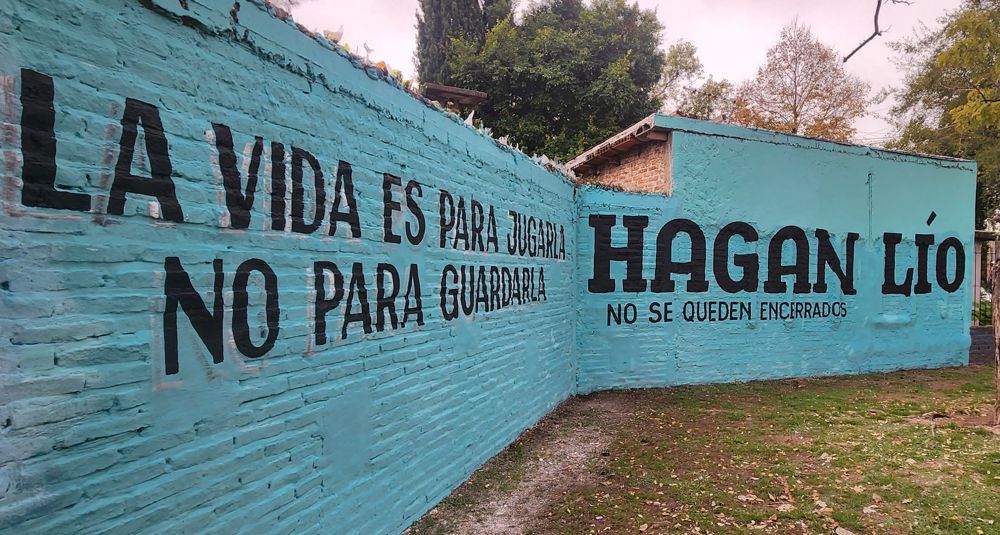 LA VIDA ES PARA JUGARLA
NO PARA GUARDARLA
HAGAN LÍO
NO SE QUEDEN ENCERRADOS